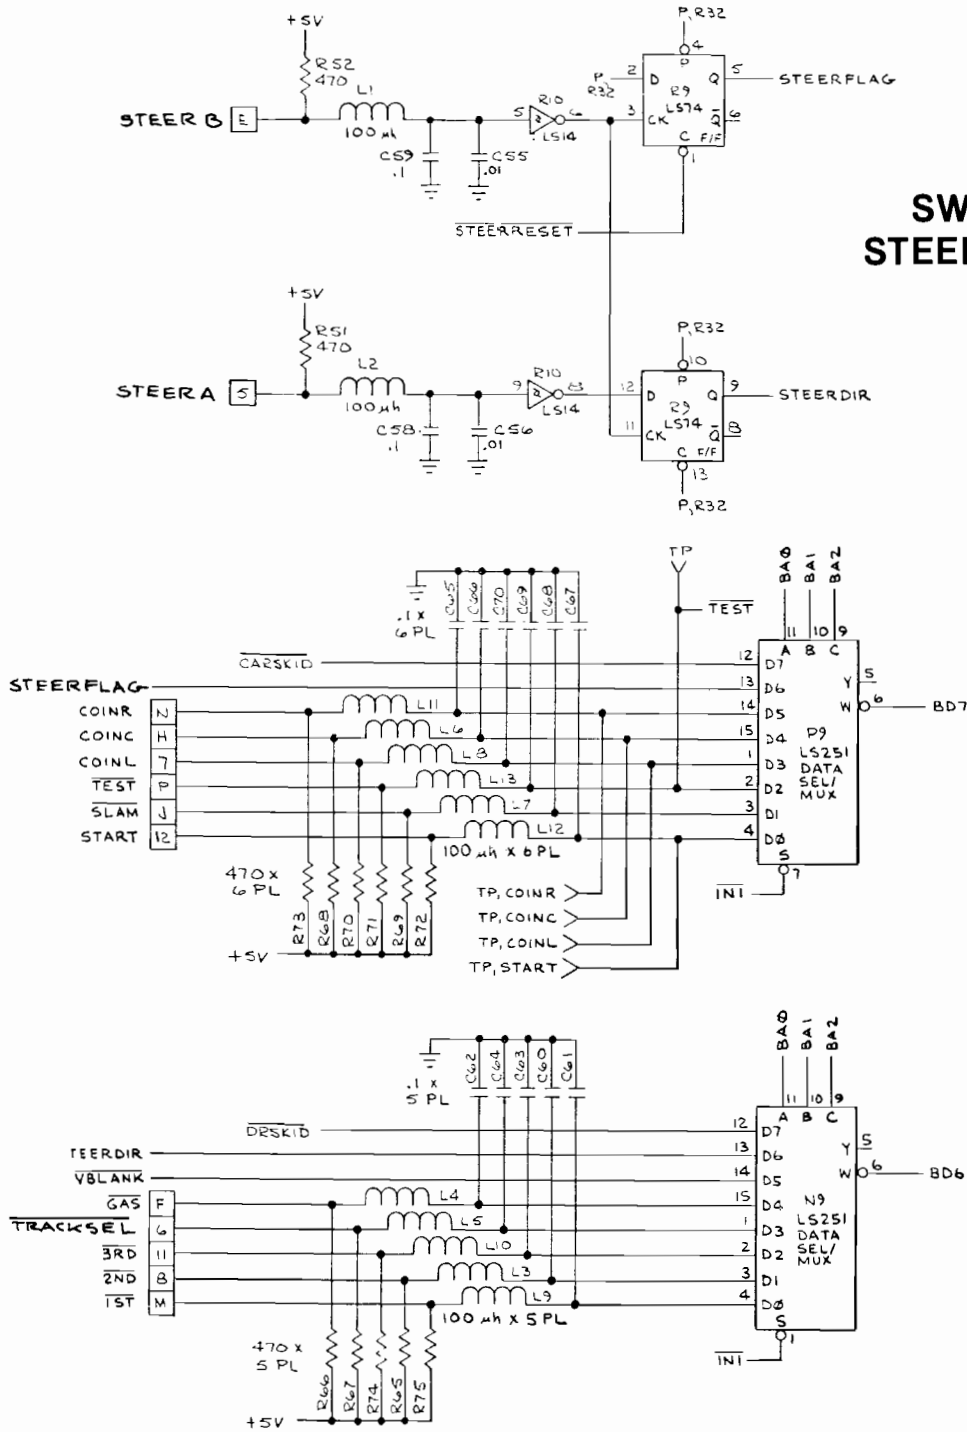 P, R32
+5V
4
P
R52
470
2
D
Q
5
STEERFLAG
P, R32
R9
LS74
L1
R10
STEER B
E
5
6
3
CK
Q
6
100 µh
LS14
C
F/F
C59
.1
C55
.01
1
SW
STEERRESET
STEE
+5V
P, R32
R51
470
10
L2
R10
P
STEER A
5
9
8
12
D
Q
9
STEERDIR
100 µh
LS14
R9
LS74
C58
.1
C56
.01
11
CK
Q
8
C
F/F
13
P, R32
TP
BAØ
BA1
BA2
C65
C66
C70
C69
C68
C67
.1 x
6 PL
TEST
11
10
9
A
B
C
CARSKID
12
D7
STEERFLAG
13
D6
Y
5
COINR
N
L11
14
D5
W
6
BD7
COINC
H
L6
15
D4
P9
COINL
7
L8
1
D3
LS251
TEST
P
L13
2
D2
DATA
SEL/
MUX
SLAM
J
L7
3
D1
START
12
L12
4
DØ
100 µh x 6 PL
470 x
6 PL
S
7
INI
TP, COINR
R73
R68
R70
R71
R69
R72
TP, COINC
TP, COINL
+5V
TP, START
BAØ
BA1
BA2
C62
C64
C63
C60
C61
.1 x
5 PL
11
10
9
A
B
C
DRSKID
12
D7
TEERDIR
13
D6
Y
5
VBLANK
14
D5
W
6
BD6
GAS
F
L4
15
D4
N9
TRACKSEL
6
L5
1
D3
LS251
3RD
11
L10
2
D2
DATA
SEL/
MUX
2ND
8
L3
3
D1
1ST
M
L9
4
DØ
100 µh x 5 PL
S
1
470 x
5 PL
INI
R66
R67
R74
R65
R75
+5V